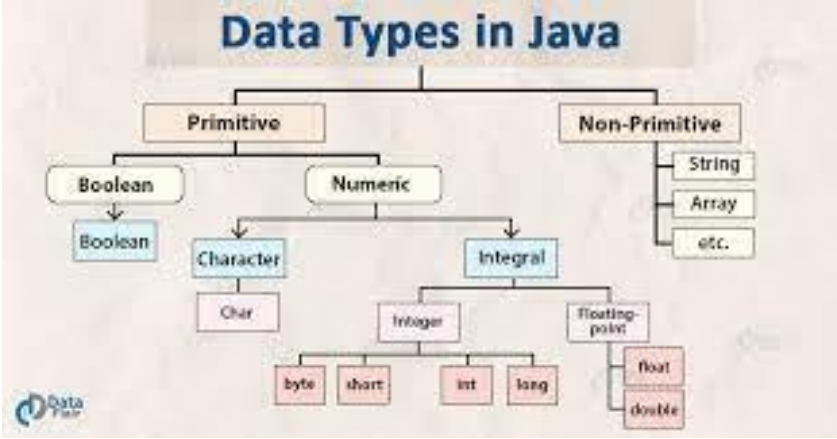 Data Types in Java
Primitive
Non-Primitive
Boolean
Numeric
String
Array
etc.
Boolean
Character
Integral
Char
Integer
Floating-
point
byte
short
int
long
float
double
Data
Flair